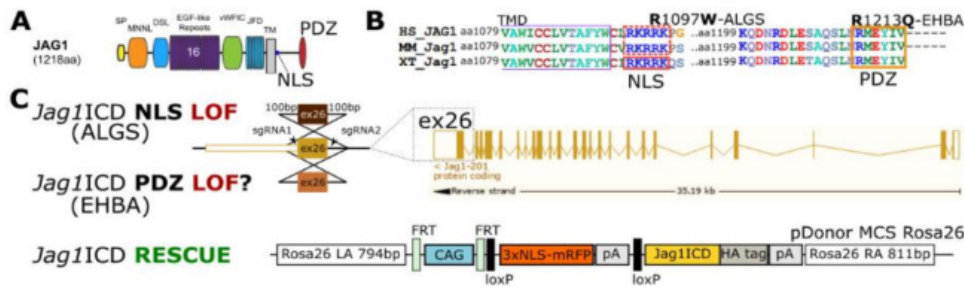 A
SP
MNNL
DSL
EGF-like Repeats
vWFfC
JFD
TM
PDZ
JAG1
(1218aa)
16
NLS
B
TMD
R1097W-ALGS
R1213Q-EHBA
HS_JAG1 aa1079 VAWICCLVTAFYWCLRKRRKPG ..aa1199 KQDNRDLESAQSLNRMEYIV-----
MM_Jag1 aa1079 VAWVCCLVTAFYWCVRKRRKPS ..aa1199 KQDNRDLESAQSLNRMEYIV-----
XT_Jag1 aa1079 VAWICCLVTAFYWCIRKRRKQS ..aa1199 KQDNRDLETAQSLNRMEYIV
NLS
PDZ
C
Jag1ICD NLS LOF
(ALGS)
Jag1ICD PDZ LOF?
(EHBA)
100bp
100bp
ex26
sgRNA1
sgRNA2
ex26
ex26
ex26
< Jag1-201
protein coding
Reverse strand
35.19 kb
Jag1ICD RESCUE
pDonor MCS Rosa26
FRT
FRT
Rosa26 LA 794bp
CAG
3xNLS-mRFP
pA
Jag1ICD
HA tag
pA
Rosa26 RA 811bp
loxP
loxP